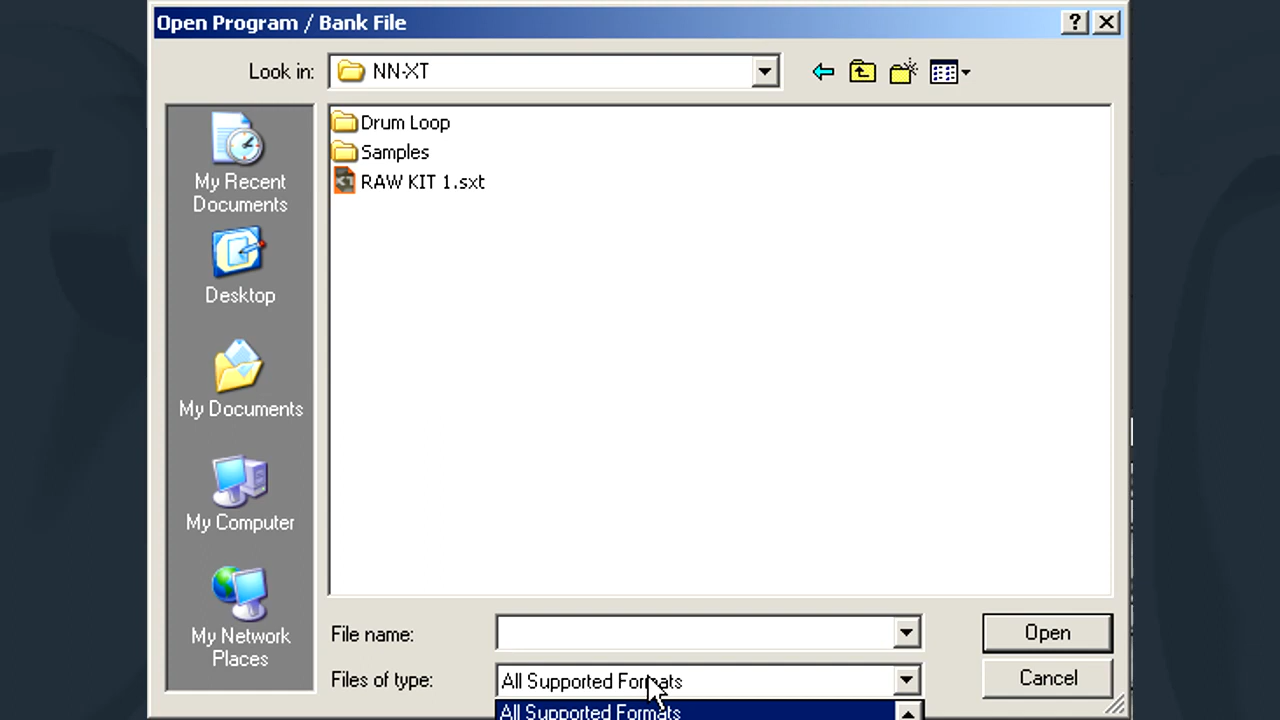 Open Program / Bank File
Look in:
NN-XT
My Recent
Documents
Desktop
My Documents
My Computer
My Network
Places
Drum Loop
Samples
RAW KIT 1.sxt
File name:
Open
Files of type:
All Supported Formats
Cancel
All Supported Formats